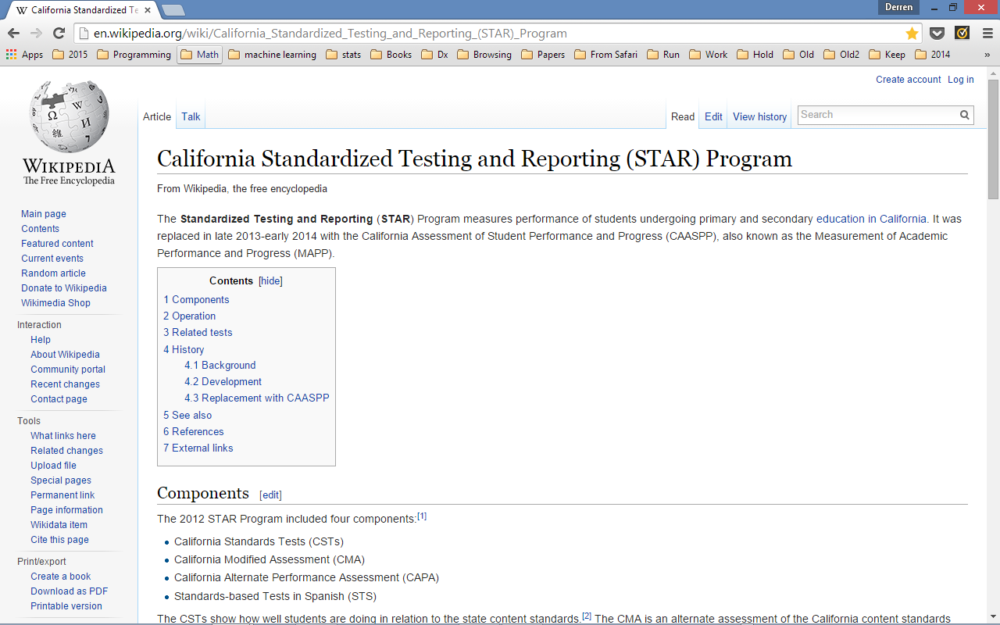 Derren
California Standardized Te
en.wikipedia.org/wiki/California_Standardized_Testing_and_Reporting_(STAR)_Program
Apps 2015 Programming Math machine learning stats Books Dx Browsing Papers From Safari Run Work Hold Old Old2 Keep 2014 »
Create account Log in
Article Talk Read Edit View history Search
WIKIPEDIA
The Free Encyclopedia
Main page
Contents
Featured content
Current events
Random article
Donate to Wikipedia
Wikimedia Shop
Interaction
Help
About Wikipedia
Community portal
Recent changes
Contact page
Tools
What links here
Related changes
Upload file
Special pages
Permanent link
Page information
Wikidata item
Cite this page
Print/export
Create a book
Download as PDF
Printable version
California Standardized Testing and Reporting (STAR) Program
From Wikipedia, the free encyclopedia
The Standardized Testing and Reporting (STAR) Program measures performance of students undergoing primary and secondary education in California. It was
replaced in late 2013-early 2014 with the California Assessment of Student Performance and Progress (CAASPP), also known as the Measurement of Academic
Performance and Progress (MAPP).
Contents [hide]
1 Components
2 Operation
3 Related tests
4 History
4.1 Background
4.2 Development
4.3 Replacement with CAASPP
5 See also
6 References
7 External links
Components [edit]
The 2012 STAR Program included four components:[1]
• California Standards Tests (CSTs)
• California Modified Assessment (CMA)
• California Alternate Performance Assessment (CAPA)
• Standards-based Tests in Spanish (STS)
The CSTs show how well students are doing in relation to the state content standards.[2] The CMA is an alternate assessment of the California content standards